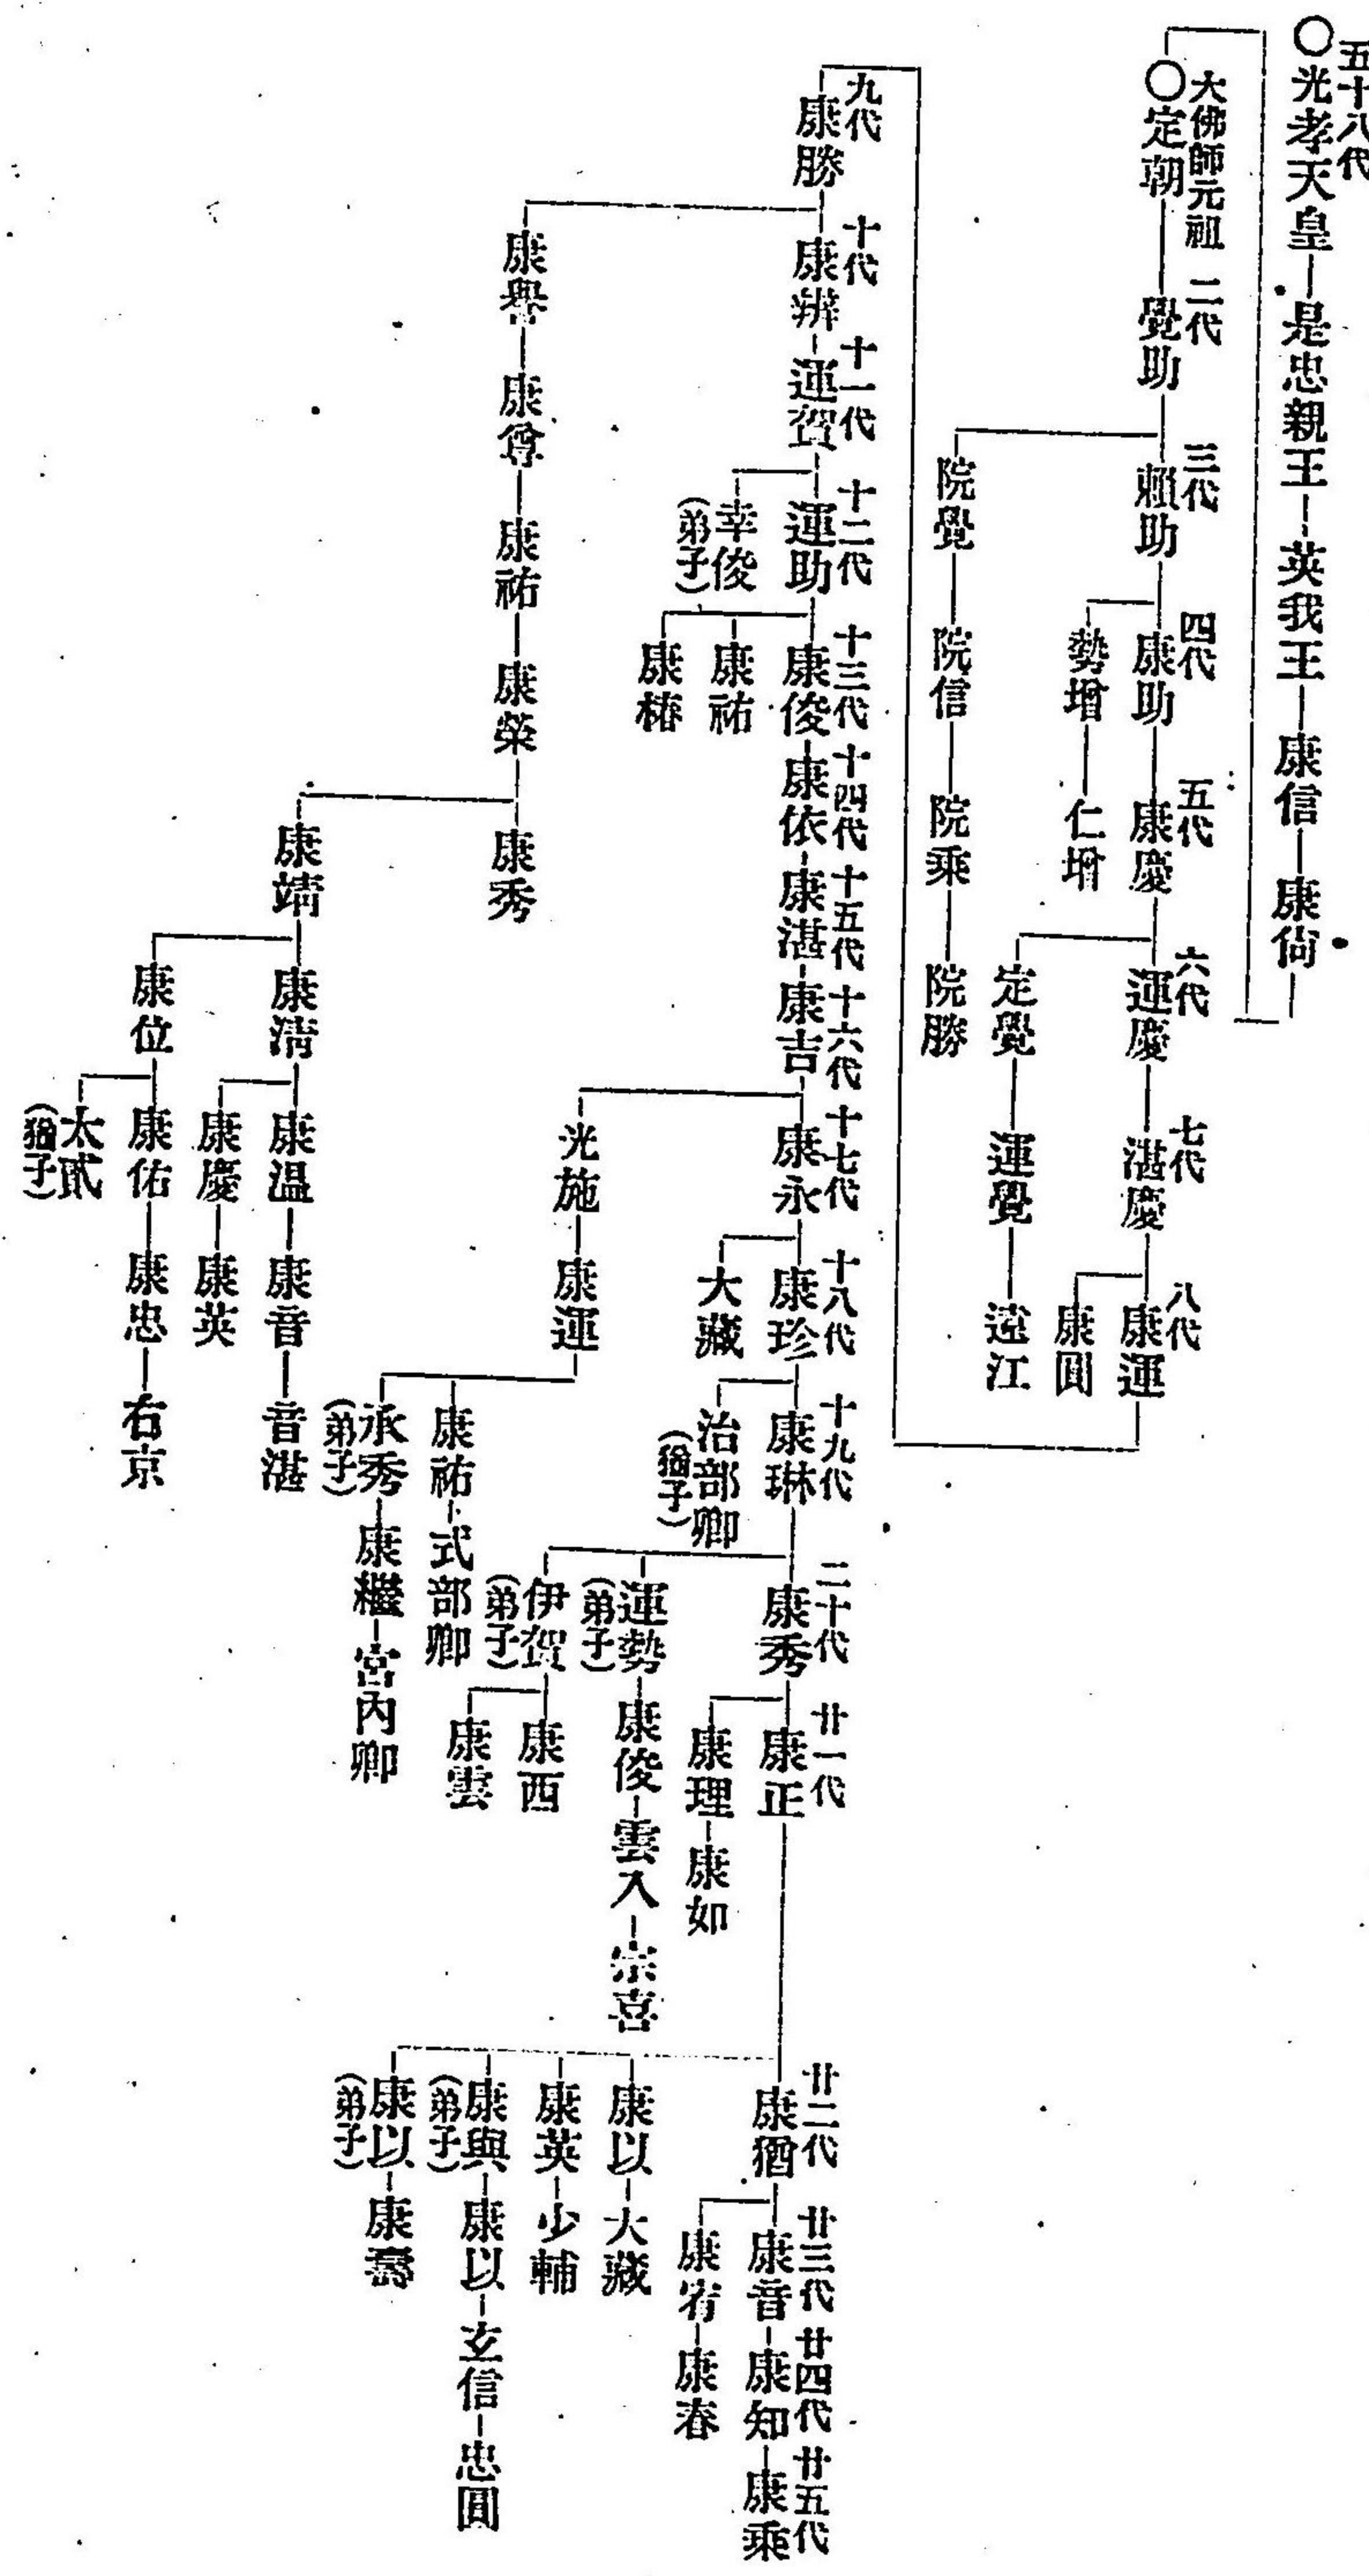 五十八代
○光孝天皇―是忠親王―英我王―康信―康尙
大佛師元祖 二代 三代 四代 五代 六代 七代 八代
○定朝―覺助―賴助―康助―康慶―運慶―湛慶―康運
勢增―仁增
康圓
定覺―運覺―遠江
院覺―院信―院乘―院勝
九代 十代 十一代 十二代 十三代 十四代 十五代 十六代 十七代 十八代 十九代 二十代 廿一代 廿二代 廿三代 廿四代 廿五代
康勝―康辨―運賀―運助―康俊―康依―康湛―康吉―康永―康珍―康琳―康秀―康正―康猶―音康―康知―康乘
幸俊(弟子)
康祐
康椿
大藏
治部卿(猶子)
康理―康如
康宥―康春
運勢(弟子)―康俊―雲入―宗喜
康以―大藏
伊賀(弟子)―康西
康雲
康英―少輔
康與(弟子)―康以―玄信―忠圓
康以(弟子)―康壽
光施―康運
康祐―式部卿
承秀(弟子)―康繼―宮內卿
康譽―康尊―康祐―康榮―康秀
康靖―康淸―康温―康音―音湛
康慶―康英
康位―康佑―康忠―右京
太貳(猶子)